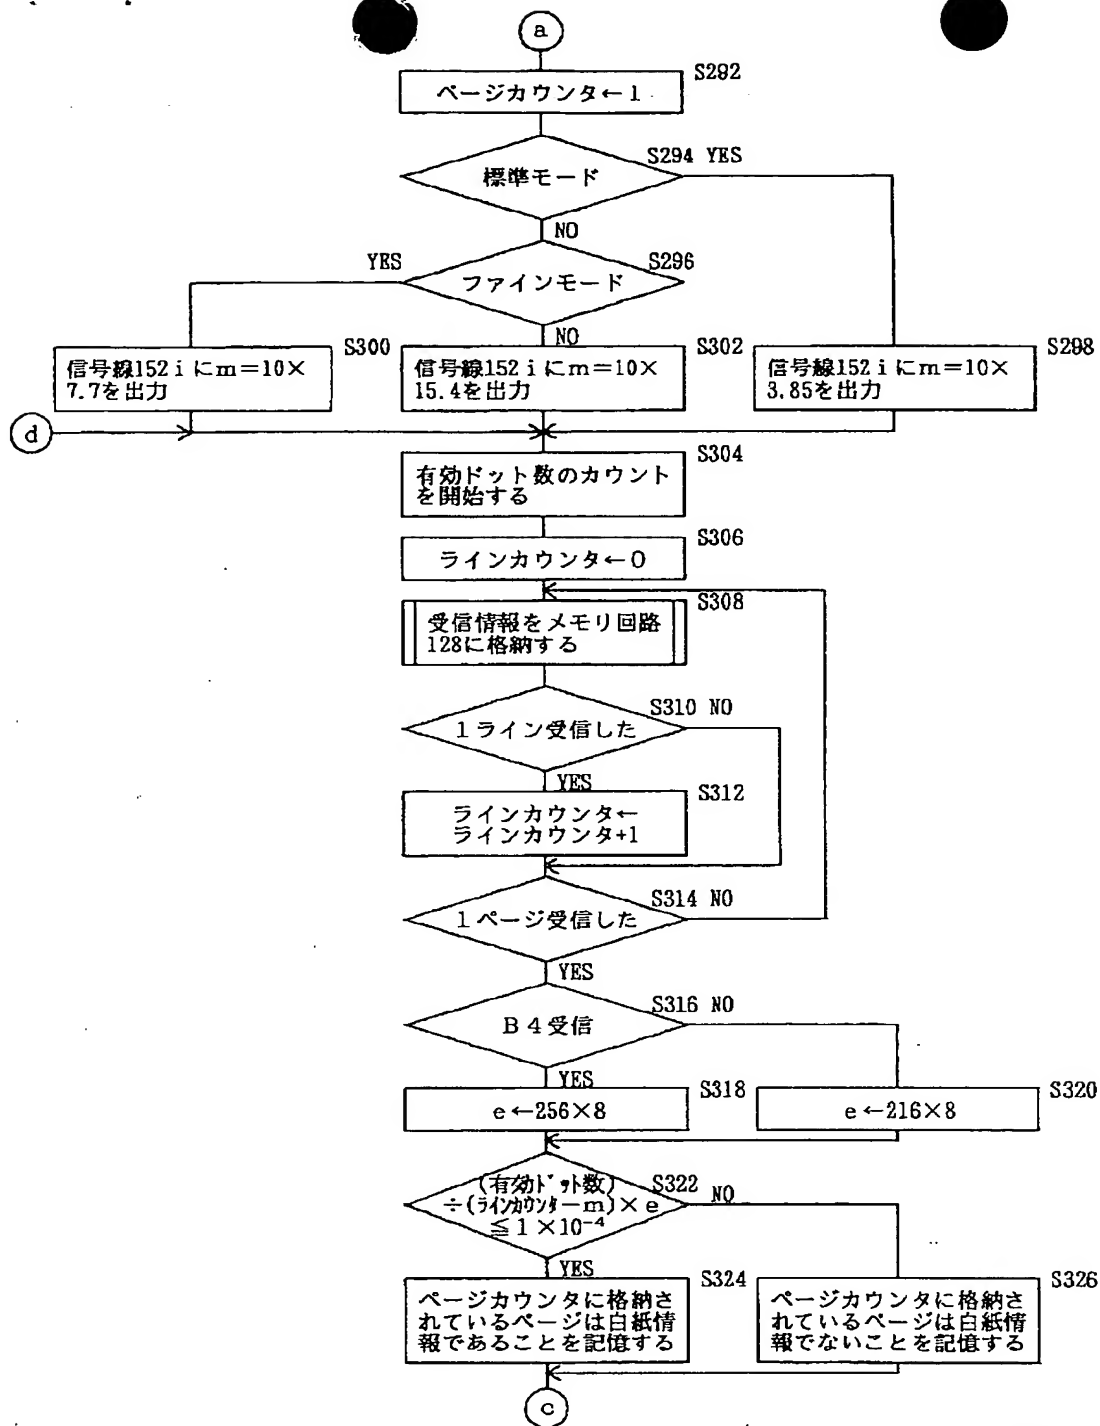 a
S292
ページカウンタ←1
S294 YES
標準モード
NO
YES
S296
ファインモード
NO
S300
信号線152iにm=10×
7.7を出力
S302
信号線152iにm=10×
15.4を出力
S298
信号線152iにm=10×
3.85を出力
d
S304
有効ドット数のカウント
を開始する
S306
ラインカウンタ←0
S308
受信情報をメモリ回路
128に格納する
S310 NO
1ライン受信した
YES
S312
ラインカウンタ←
ラインカウンタ+1
S314 NO
1ページ受信した
YES
S316 NO
B4受信
YES
S318
e←256×8
S320
e←216×8
S322
NO
(有効ドット数)
÷(ラインカウンター−m)×e
≦1×10⁻⁴
YES
S324
ページカウンタに格納さ
れているページは白紙情
報であることを記憶する
S326
ページカウンタに格納さ
れているページは白紙情
報でないことを記憶する
c